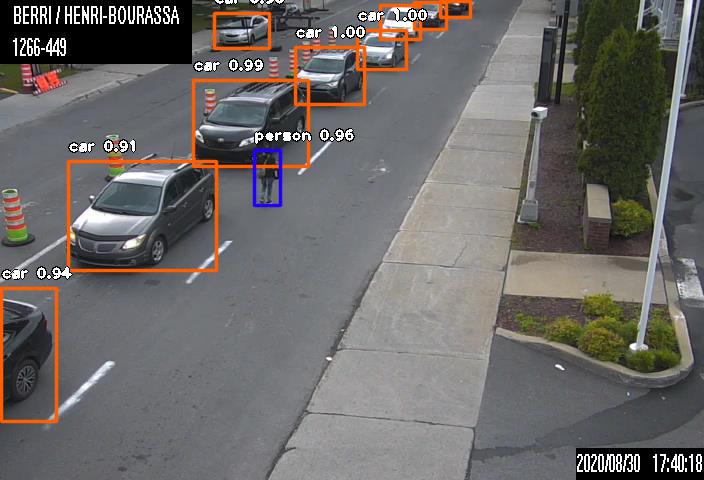 BERRI / HENRI-BOURASSA
1266-449
car 1.00
car 1.00
car 0.99
person 0.96
car 0.91
car 0.94
2020/08/30 17:40:18